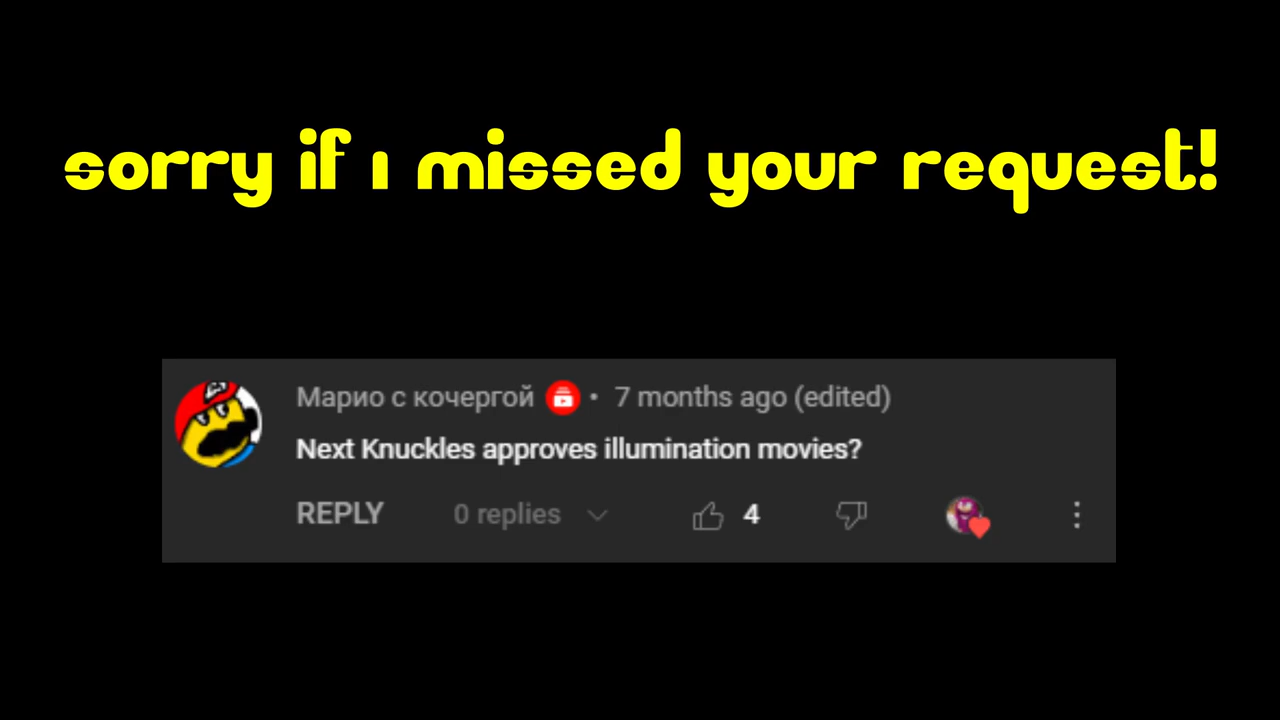 sorry if i missed your request!
Марио с кочергой • 7 months ago (edited)
Next Knuckles approves illumination movies?
REPLY 0 replies 4